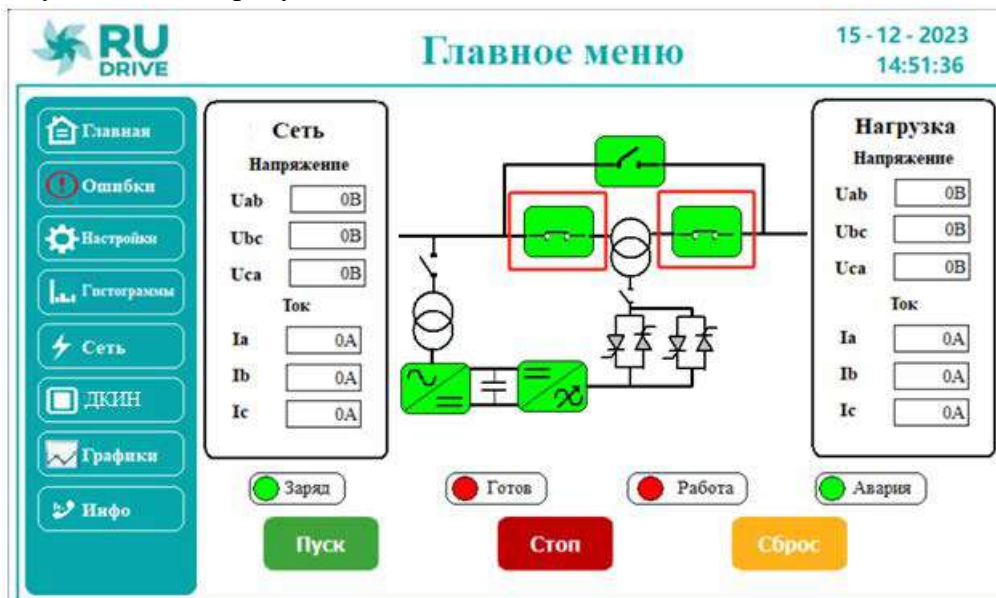 RU
DRIVE
Главное меню
15 - 12 - 2023
14:51:36
Главная
Ошибки
Настройки
Гистограммы
Сеть
ДКИН
Графики
Инфо
Сеть
Напряжение
Uab 0В
Ubc 0В
Uca 0В
Ток
Ia 0А
Ib 0А
Ic 0А
Нагрузка
Напряжение
Uab 0В
Ubc 0В
Uca 0В
Ток
Ia 0А
Ib 0А
Ic 0А
Заряд Готов Работа Авария
Пуск Стоп Сброс